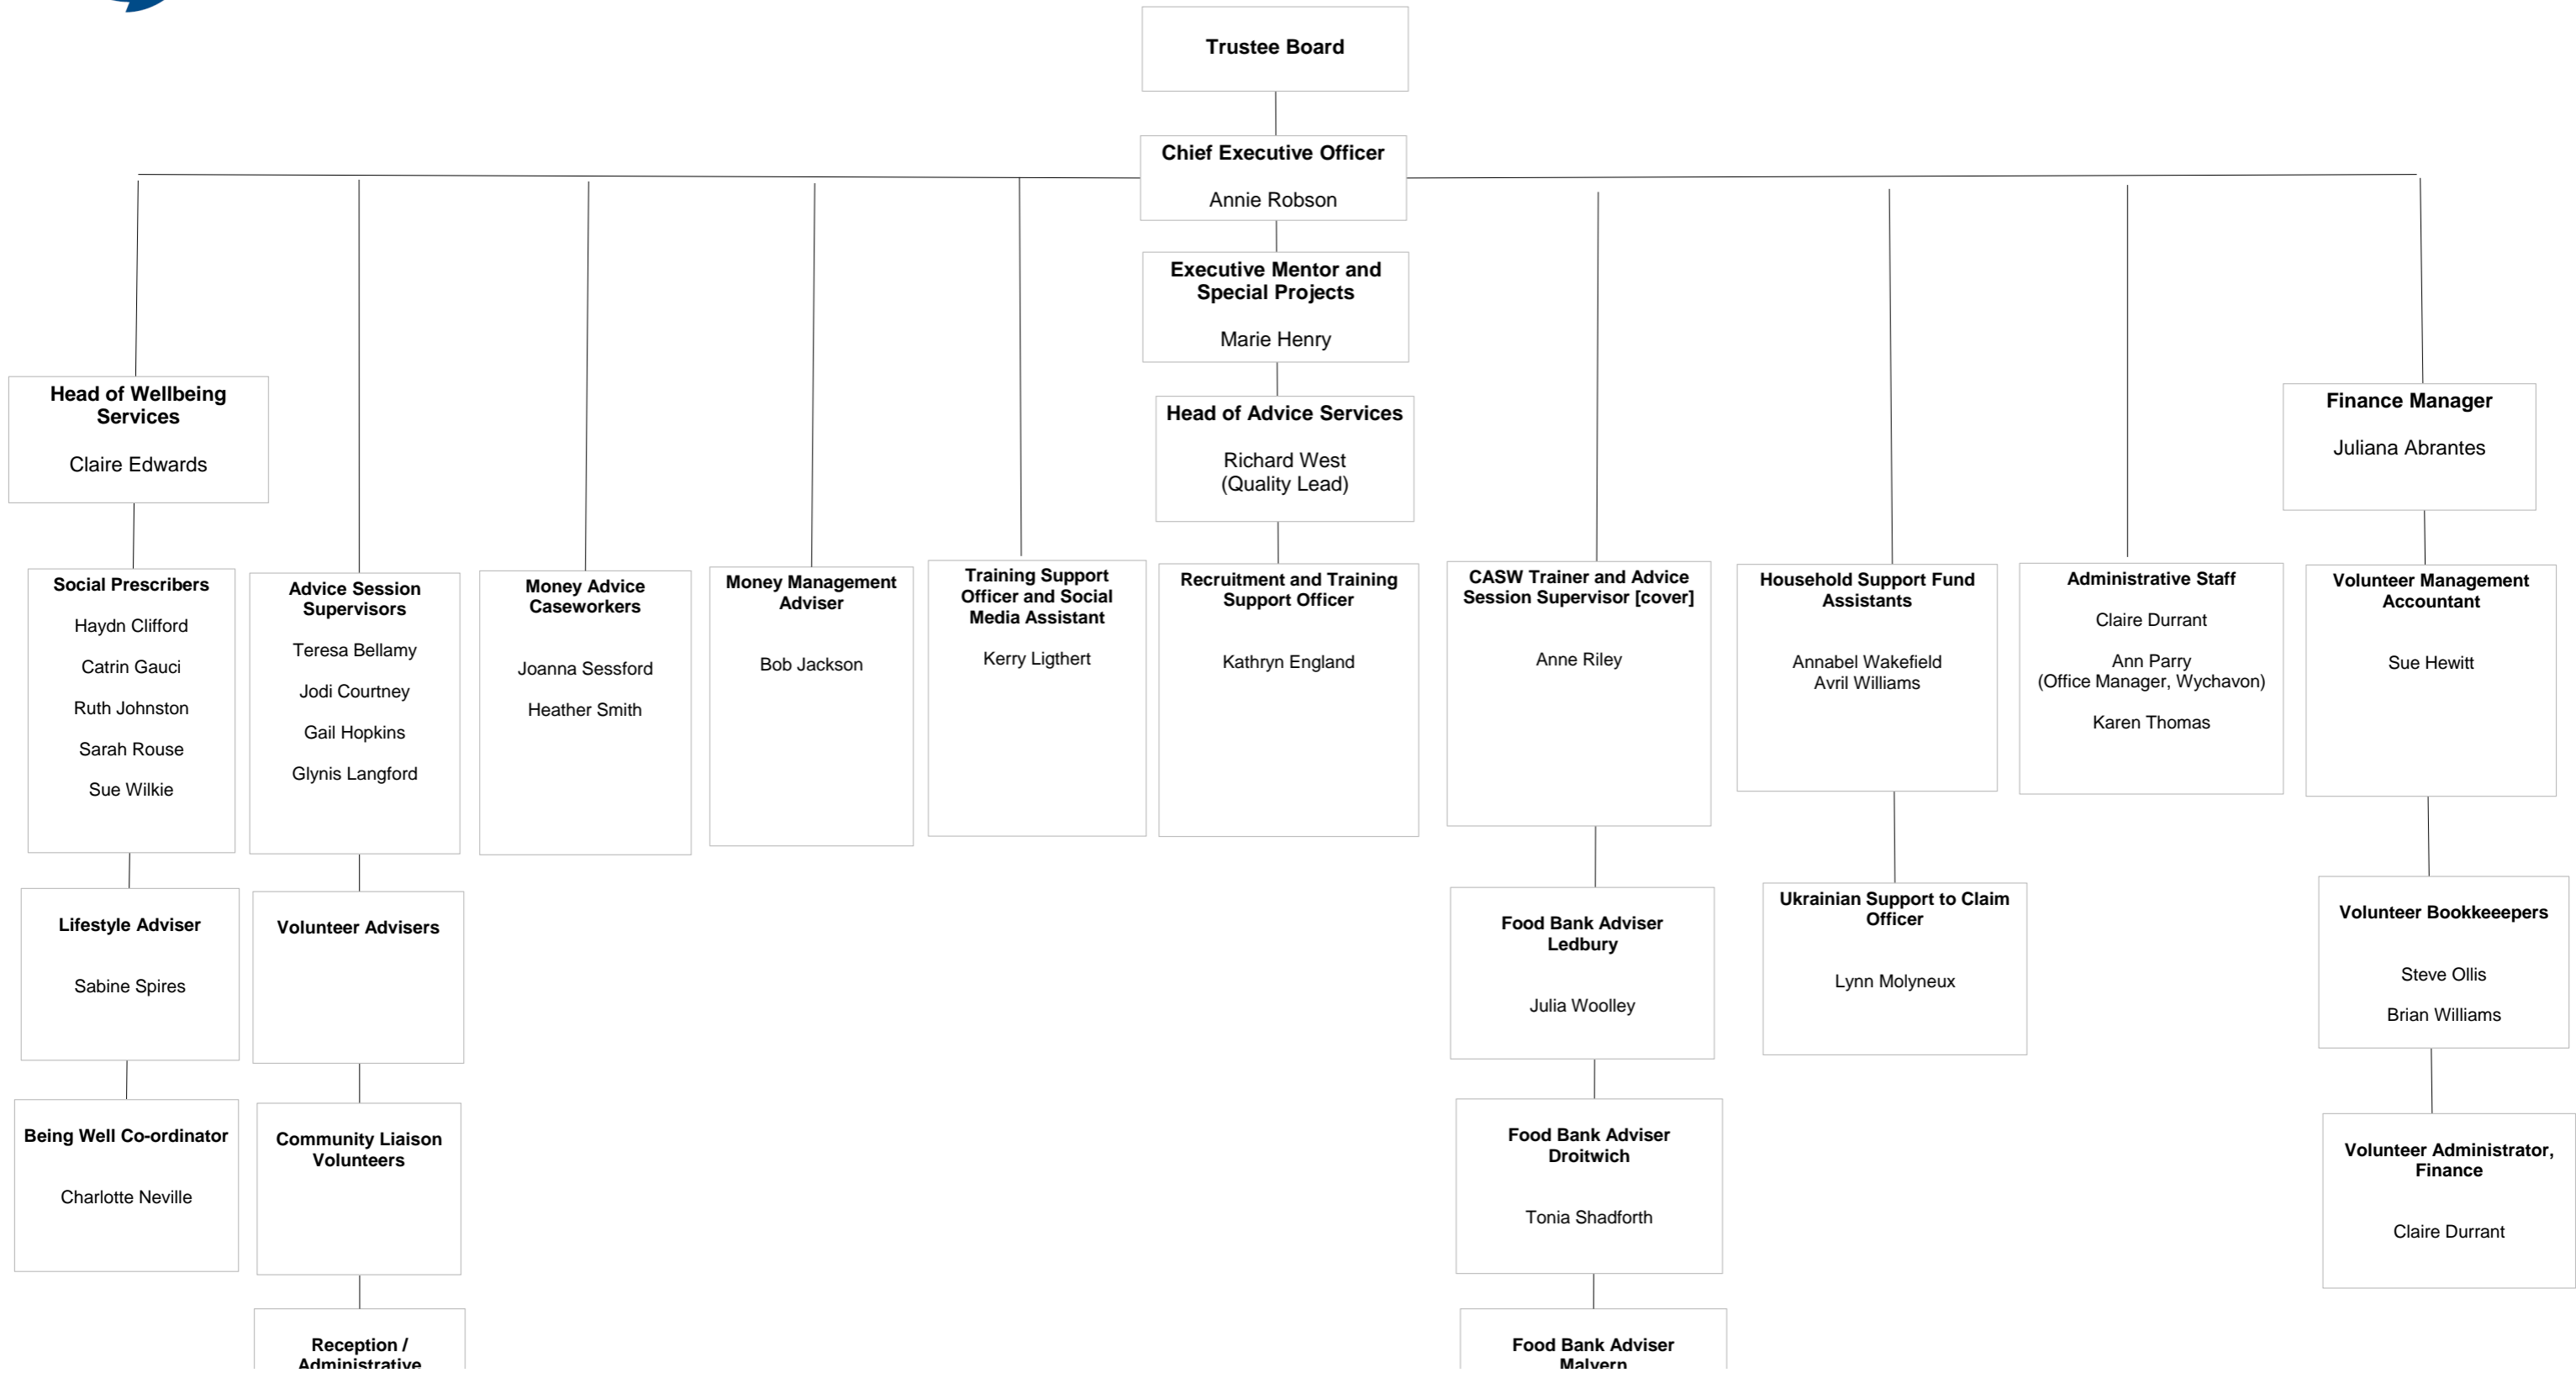 Trustee Board
Chief Executive Officer
Annie Robson
Executive Mentor and
Special Projects
Marie Henry
Head of Wellbeing
Services
Claire Edwards
Head of Advice Services
Richard West
(Quality Lead)
Finance Manager
Juliana Abrantes
Social Prescribers
Haydn Clifford
Catrin Gauci
Ruth Johnston
Sarah Rouse
Sue Wilkie
Advice Session
Supervisors
Teresa Bellamy
Jodi Courtney
Gail Hopkins
Glynis Langford
Money Advice
Caseworkers
Joanna Sessford
Heather Smith
Money Management
Adviser
Bob Jackson
Training Support
Officer and Social
Media Assistant
Kerry Ligthert
Recruitment and Training
Support Officer
Kathryn England
CASW Trainer and Advice
Session Supervisor [cover]
Anne Riley
Household Support Fund
Assistants
Annabel Wakefield
Avril Williams
Administrative Staff
Claire Durrant
Ann Parry
(Office Manager, Wychavon)
Karen Thomas
Volunteer Management
Accountant
Sue Hewitt
Lifestyle Adviser
Sabine Spires
Volunteer Advisers
Food Bank Adviser
Ledbury
Julia Woolley
Ukrainian Support to Claim
Officer
Lynn Molyneux
Volunteer Bookkeeepers
Steve Ollis
Brian Williams
Being Well Co-ordinator
Charlotte Neville
Community Liaison
Volunteers
Food Bank Adviser
Droitwich
Tonia Shadforth
Volunteer Administrator,
Finance
Claire Durrant
Reception /
Administrative
Food Bank Adviser
Malvern